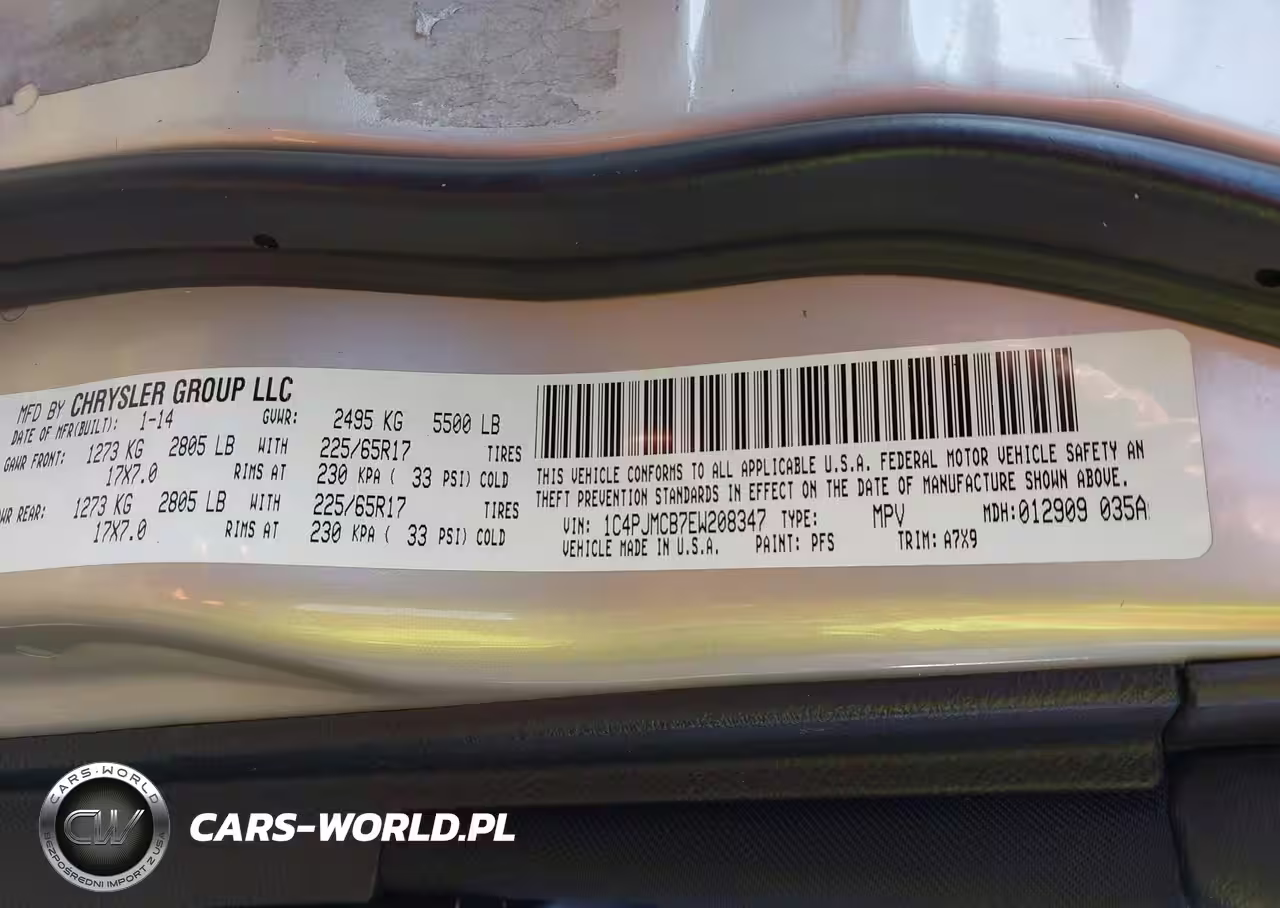 MFD BY CHRYSLER GROUP LLC
DATE OF MFR(BUILT): 1-14 GVWR: 2495 KG 5500 LB
GAWR FRONT: 1273 KG 2805 LB WITH 225/65R17 TIRES
17X7.0 RIMS AT 230 KPA ( 33 PSI) COLD
WR REAR: 1273 KG 2805 LB WITH 225/65R17 TIRES
17X7.0 RIMS AT 230 KPA ( 33 PSI) COLD
THIS VEHICLE CONFORMS TO ALL APPLICABLE U.S.A. FEDERAL MOTOR VEHICLE SAFETY AN
THEFT PREVENTION STANDARDS IN EFFECT ON THE DATE OF MANUFACTURE SHOWN ABOVE.
VIN: 1C4PJMCB7EW208347 TYPE: MPV MDH:012909 035A
VEHICLE MADE IN U.S.A. PAINT: PFS TRIM: A7X9
CARS-WORLD
CW
BEZPOŚREDNI IMPORT Z USA
CARS-WORLD.PL